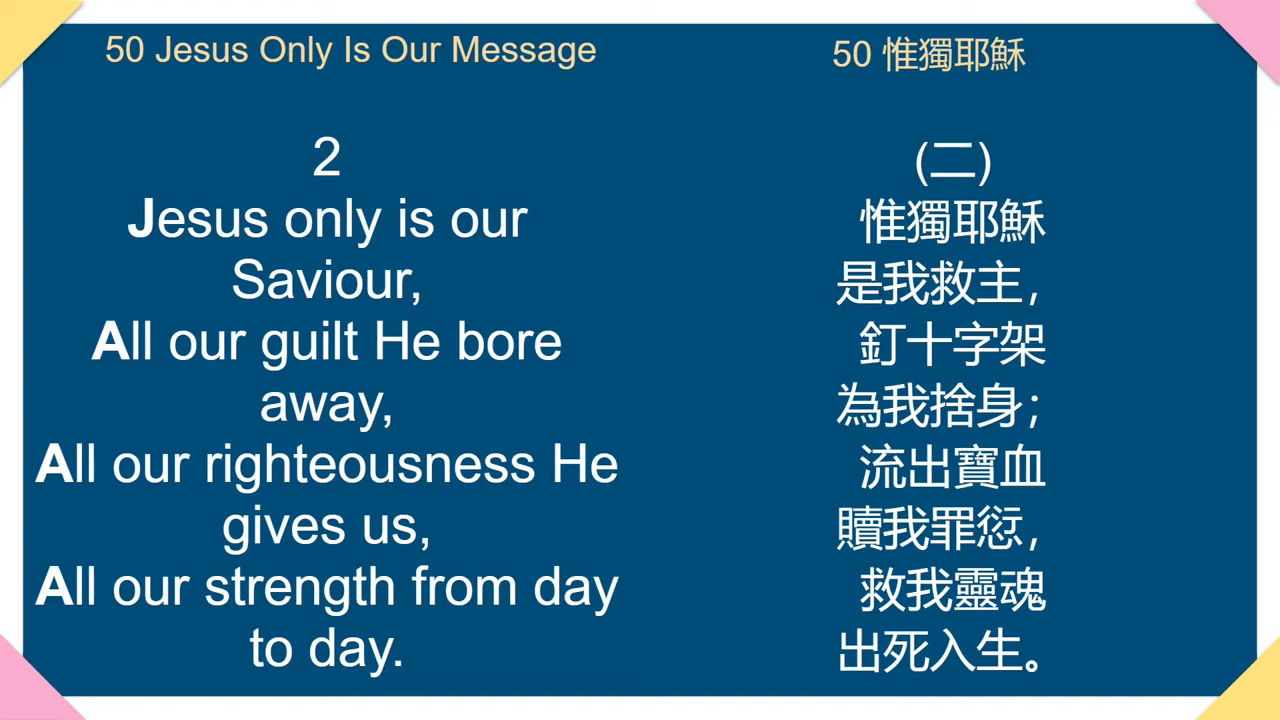 50 Jesus Only Is Our Message
2
Jesus only is our
Saviour,
All our guilt He bore
away,
All our righteousness He
gives us,
All our strength from day
to day.
50 惟獨耶穌
(二)
惟獨耶穌
是我救主，
釘十字架
為我捨身；
流出寶血
贖我罪愆，
救我靈魂
出死入生。